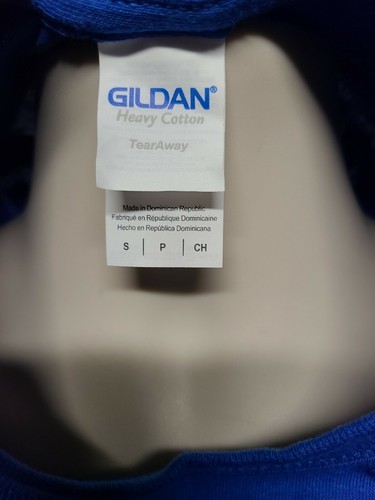 GILDAN®
Heavy Cotton
TearAway
Made in Dominican Republic
Fabriqué en République Dominicaine
Hecho en República Dominicana
S | P | CH